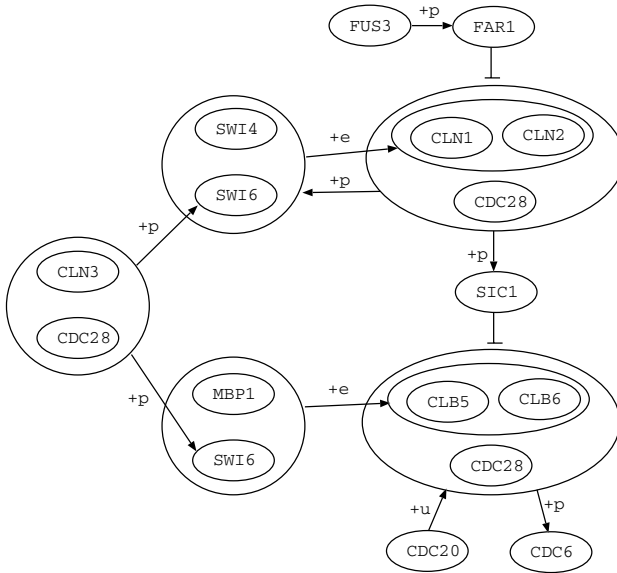 FUS3
+p
FAR1
SWI4
SWI6
+e
+p
CLN1
CLN2
CDC28
+p
+p
CLN3
CDC28
SIC1
+p
MBP1
SWI6
+e
CLB5
CLB6
CDC28
+u
+p
CDC20
CDC6